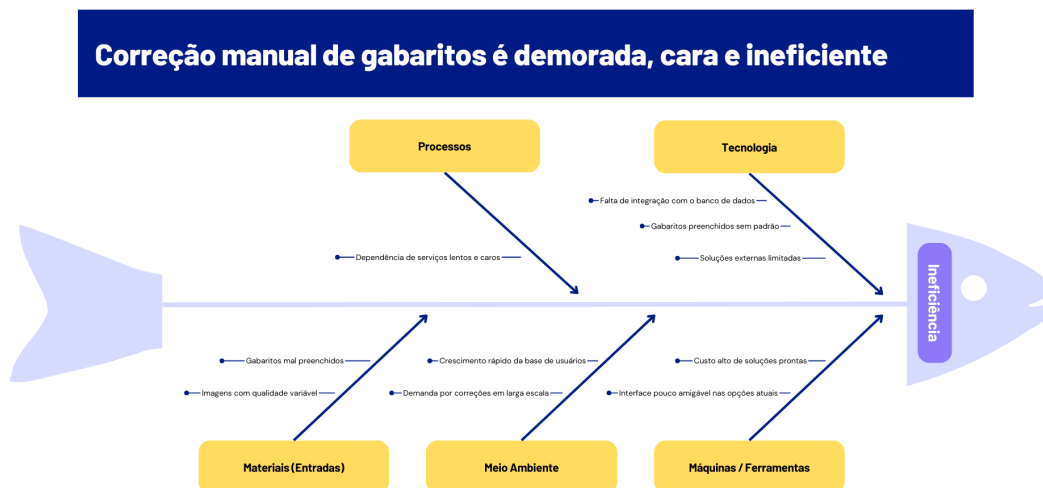 Correção manual de gabaritos é demorada, cara e ineficiente
Processos
Tecnologia
Falta de integração com o banco de dados
Gabaritos preenchidos sem padrão
Dependência de serviços lentos e caros
Soluções externas limitadas
Ineficiência
Gabaritos mal preenchidos
Crescimento rápido da base de usuários
Custo alto de soluções prontas
Imagens com qualidade variável
Demanda por correções em larga escala
Interface pouco amigável nas opções atuais
Materiais (Entradas)
Meio Ambiente
Máquinas / Ferramentas